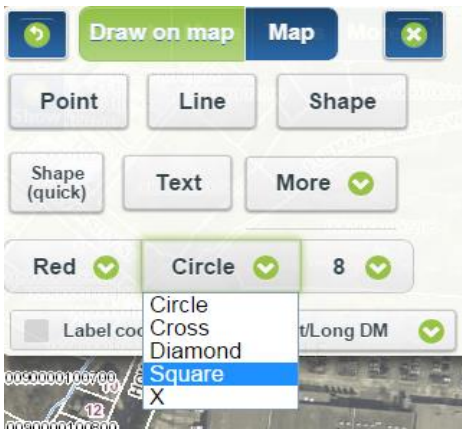 Draw on map Map
Point Line Shape
Shape
(quick)
Text More
Red Circle 8
Circle
Label t/Long DM
Cross
Diamond
Square
X
12